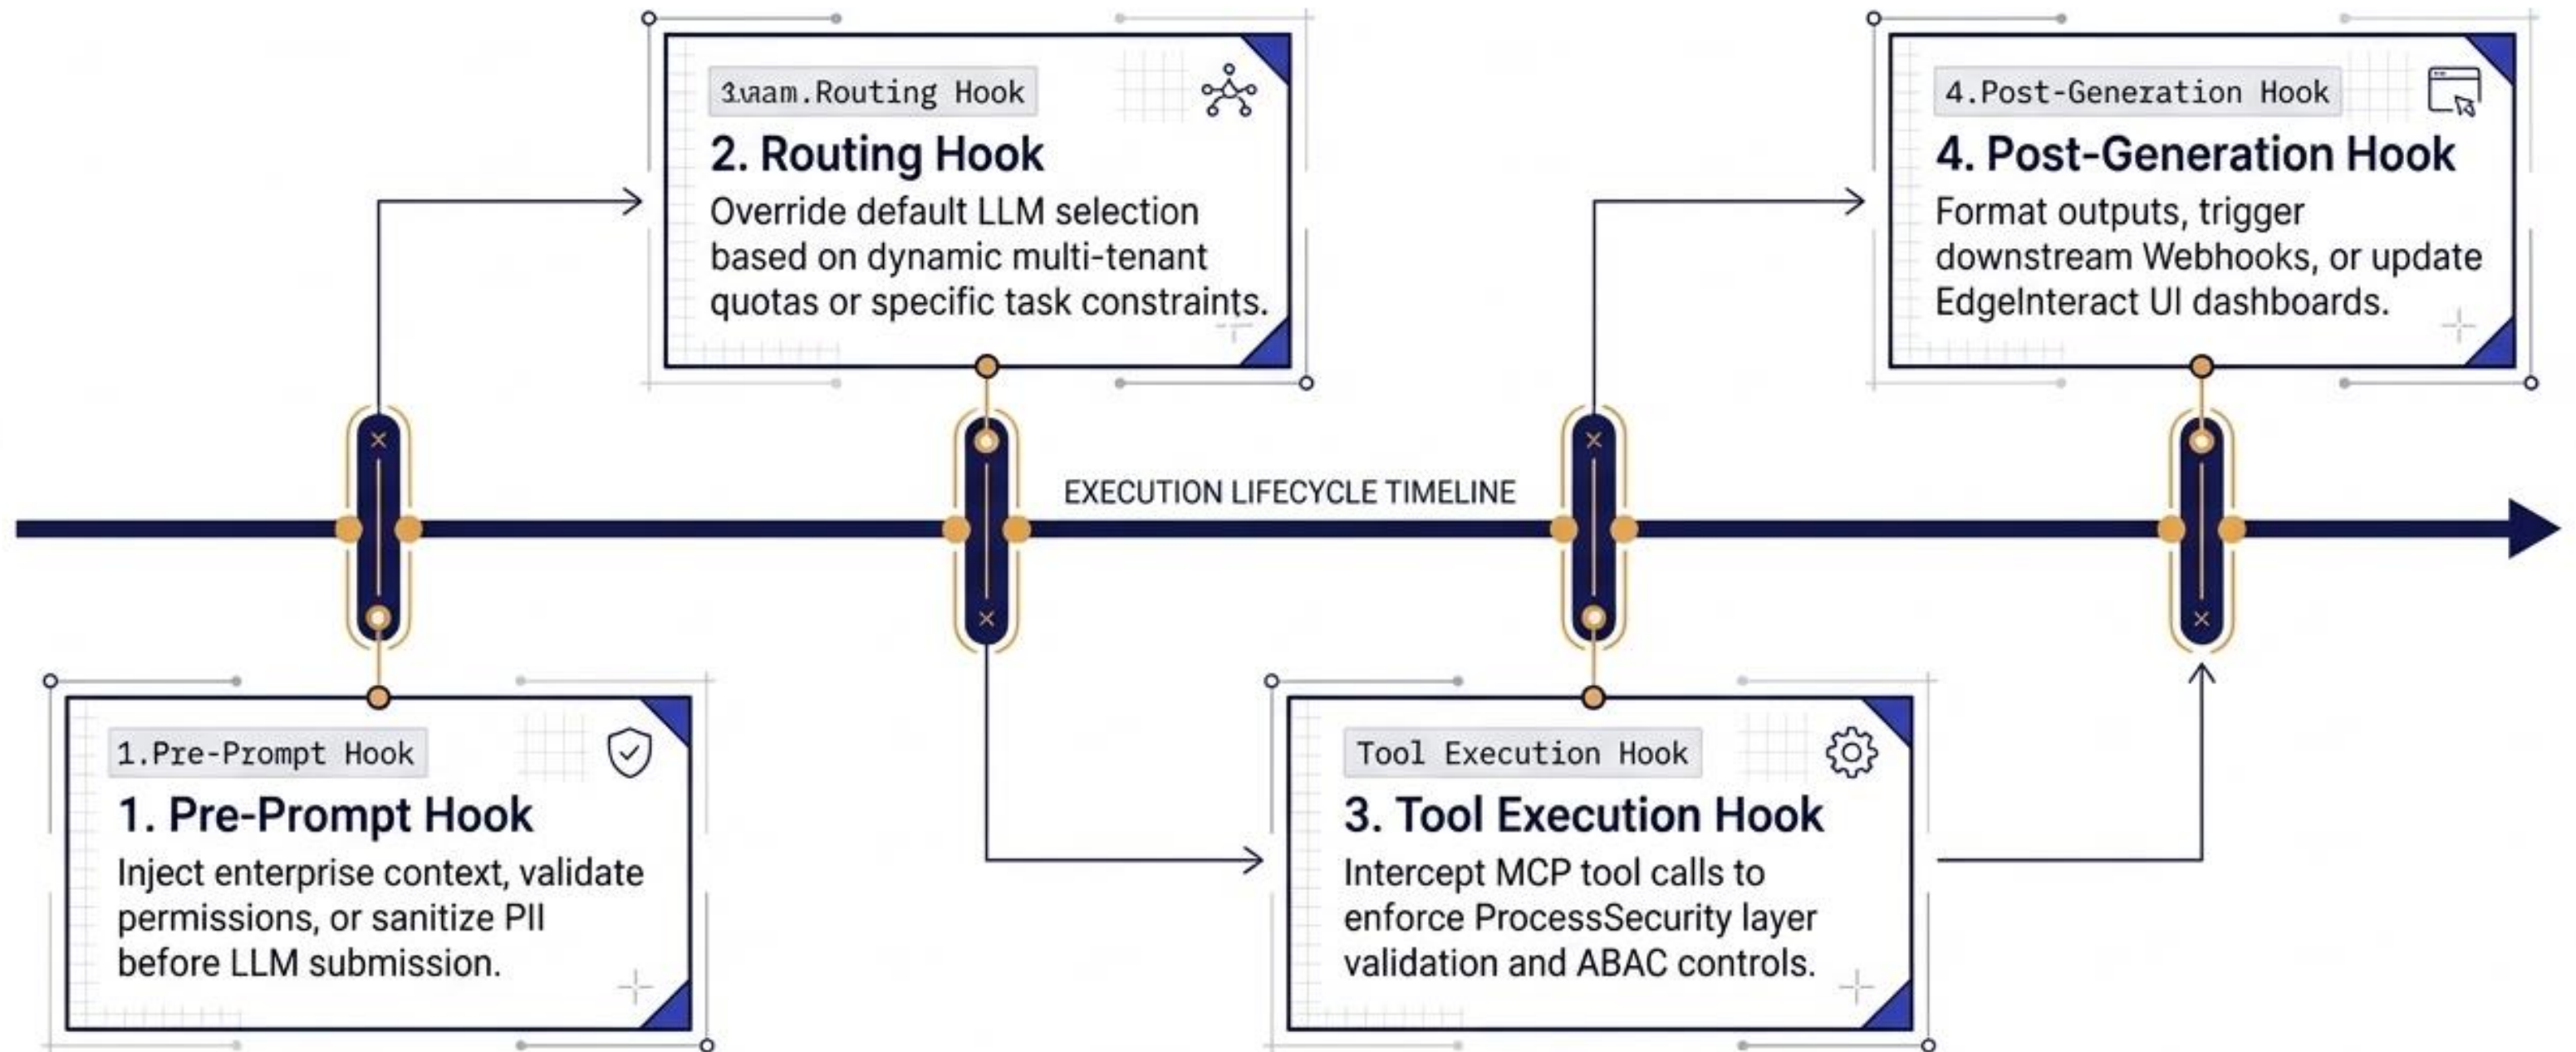 .Routing Hook
2. Routing Hook
Override default LLM selection
based on dynamic multi-tenant
quotas or specific task constraints.
4.Post-Generation Hook
4. Post-Generation Hook
Format outputs, trigger
downstream Webhooks, or update
EdgeInteract UI dashboards.
EXECUTION LIFECYCLE TIMELINE
1.Pre-Prompt Hook
1. Pre-Prompt Hook
Inject enterprise context, validate
permissions, or sanitize PII
before LLM submission.
Tool Execution Hook
3. Tool Execution Hook
Intercept MCP tool calls to
enforce ProcessSecurity layer
validation and ABAC controls.